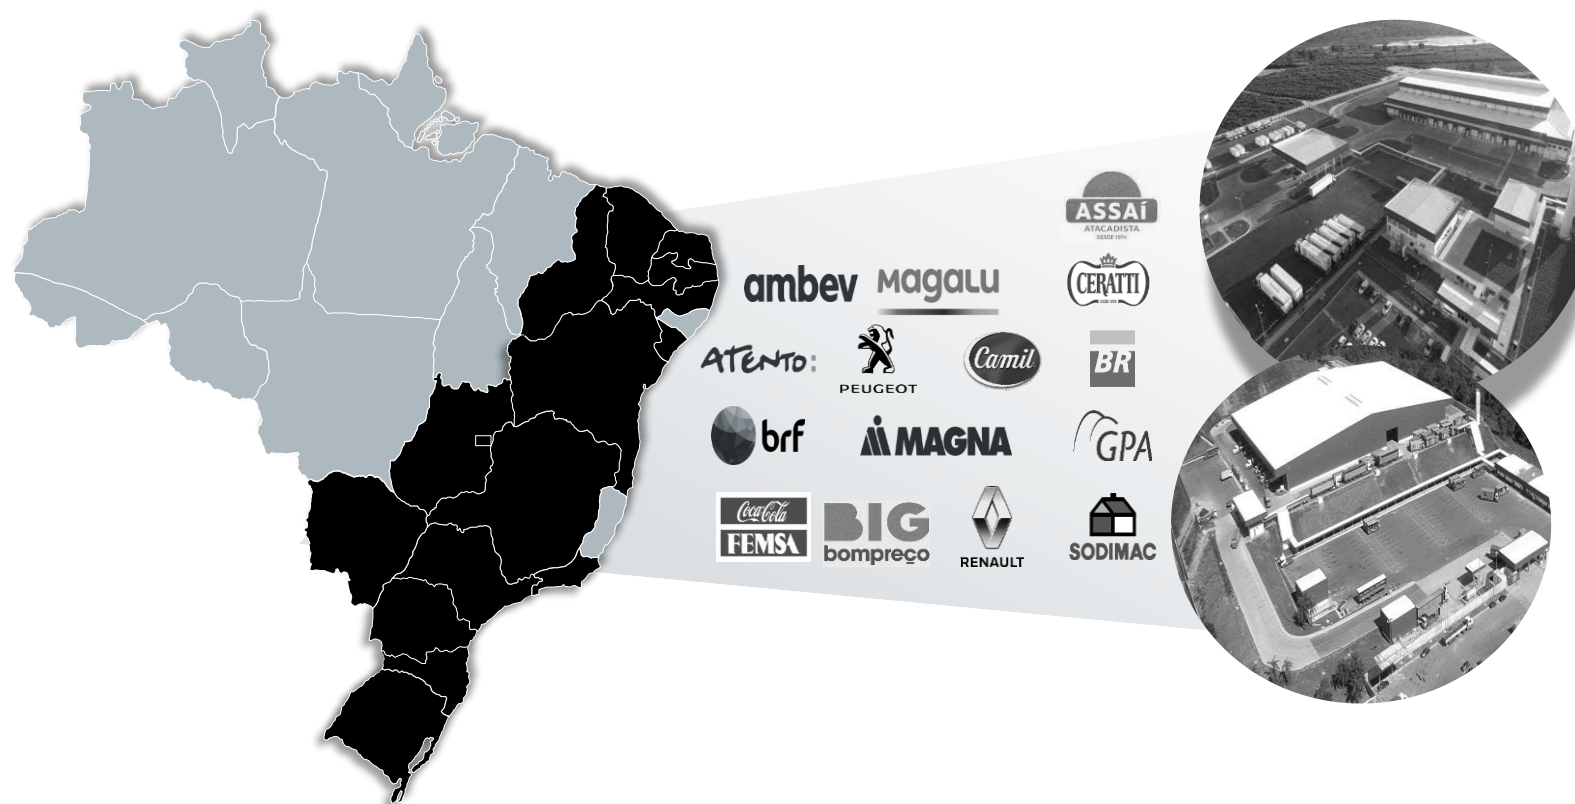 ASSAÍ
ATACADISTA
DESDE 1974
ambev
MagaLu
CERATTI
ATENTO:
PEUGEOT
Camil
BR
brf
MAGNA
GPA
Coca-Cola
FEMSA
BIG
bompreço
RENAULT
SODIMAC